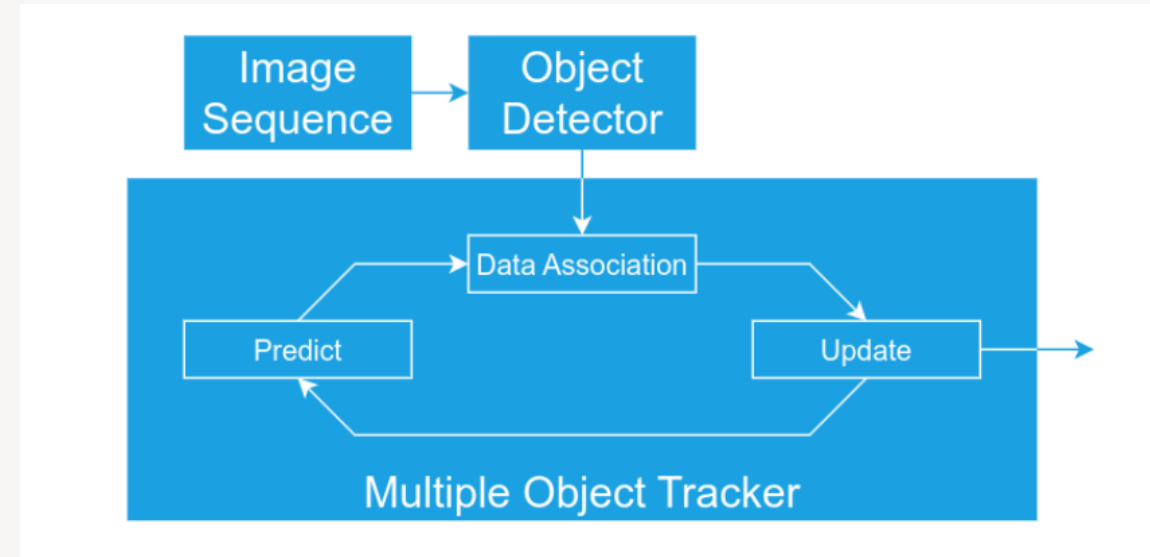 Image
Sequence
Object
Detector
Data Association
Predict
Update
Multiple Object Tracker